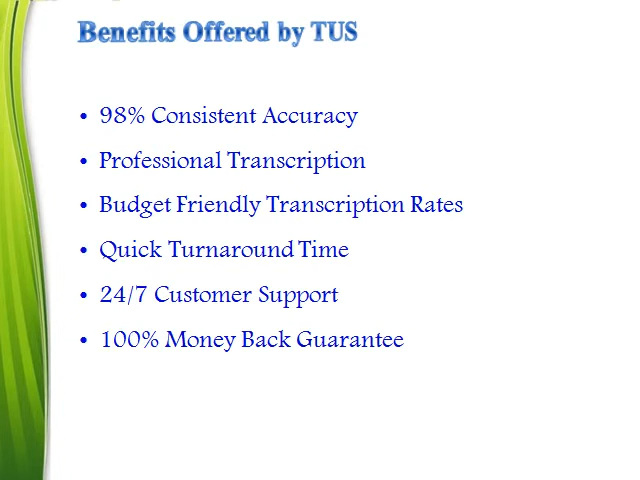 Benefits Offered by TUS
• 98% Consistent Accuracy
• Professional Transcription
• Budget Friendly Transcription Rates
• Quick Turnaround Time
• 24/7 Customer Support
• 100% Money Back Guarantee